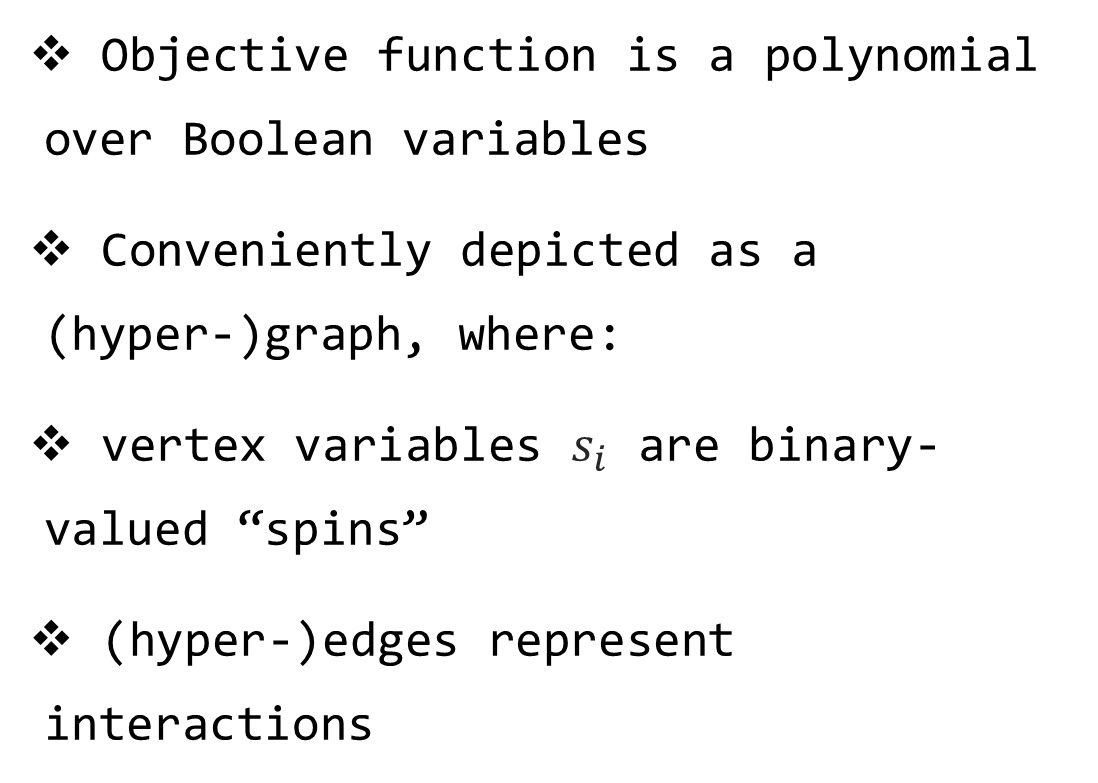 ❖ Objective function is a polynomial
over Boolean variables
❖ Conveniently depicted as a
(hyper-)graph, where:
❖ vertex variables $s_i$ are binary-
valued “spins”
❖ (hyper-)edges represent
interactions